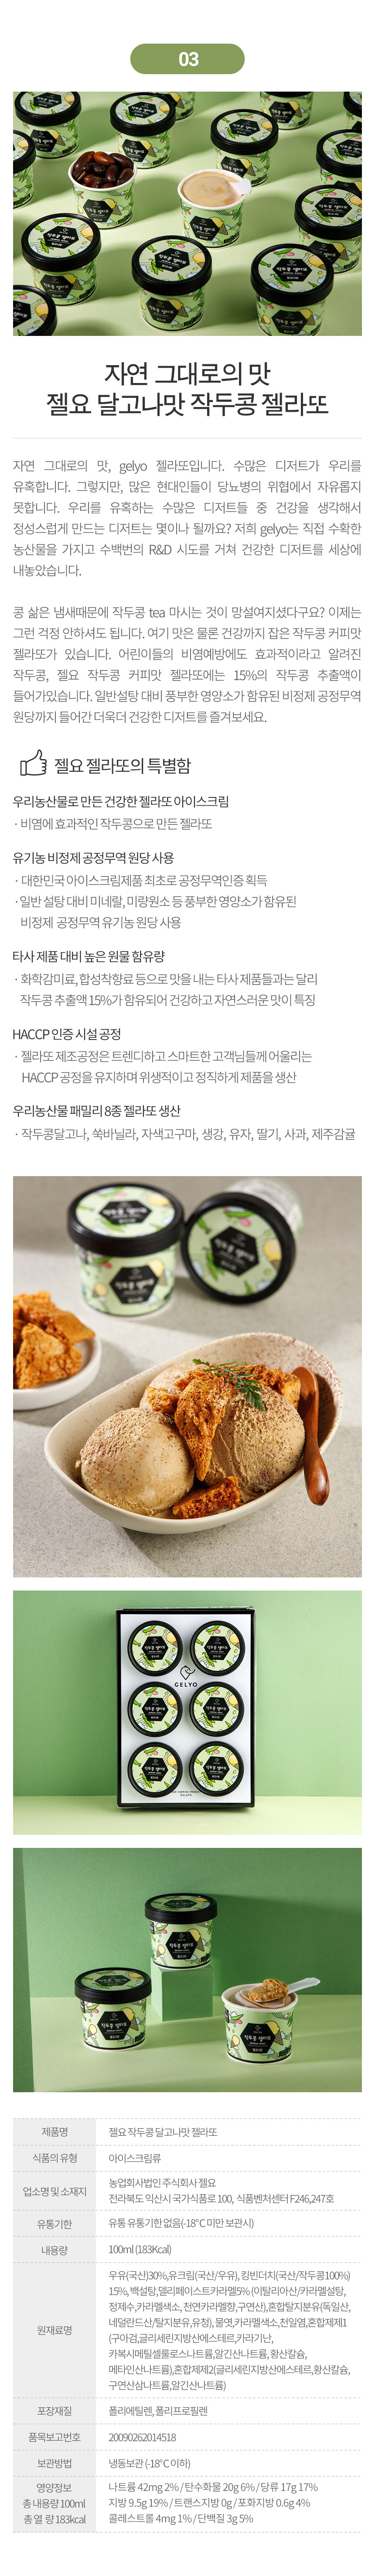 03
자연 그대로의 맛
젤요 달고나맛 작두콩 젤라또
자연 그대로의 맛, gelyo 젤라또입니다. 수많은 디저트가 우리를
유혹합니다. 그렇지만, 많은 현대인들이 당뇨병의 위협에서 자유롭지
못합니다. 우리를 유혹하는 수많은 디저트들 중 건강을 생각해서
정성스럽게 만드는 디저트는 몇이나 될까요? 저희 gelyo는 직접 수확한
농산물을 가지고 수백번의 R&D 시도를 거쳐 건강한 디저트를 세상에
내놓았습니다.
콩 삶은 냄새때문에 작두콩 tea 마시는 것이 망설여지셨다구요? 이제는
그런 걱정 안하셔도 됩니다. 여기 맛은 물론 건강까지 잡은 작두콩 커피맛
젤라또가 있습니다. 어린이들의 비염예방에도 효과적이라고 알려진
작두콩, 젤요 작두콩 커피맛 젤라또에는 15%의 작두콩 추출액이
들어가있습니다. 일반설탕 대비 풍부한 영양소가 함유된 비정제 공정무역
원당까지 들어간 더욱더 건강한 디저트를 즐겨보세요.
젤요 젤라또의 특별함
우리농산물로 만든 건강한 젤라또 아이스크림
· 비염에 효과적인 작두콩으로 만든 젤라또
유기농 비정제 공정무역 원당 사용
· 대한민국 아이스크림제품 최초로 공정무역인증 획득
· 일반 설탕 대비 미네랄, 미량원소 등 풍부한 영양소가 함유된
비정제 공정무역 유기농 원당 사용
타사 제품 대비 높은 원물 함유량
· 화학감미료, 합성착향료 등으로 맛을 내는 타사 제품들과는 달리
작두콩 추출액 15%가 함유되어 건강하고 자연스러운 맛이 특징
HACCP 인증 시설 공정
· 젤라또 제조공정은 트렌디하고 스마트한 고객님들께 어울리는
HACCP 공정을 유지하며 위생적이고 정직하게 제품을 생산
우리농산물 패밀리 8종 젤라또 생산
· 작두콩달고나, 쑥바닐라, 자색고구마, 생강, 유자, 딸기, 사과, 제주감귤
GELYO
작두콩 젤라또
제품명 젤요 작두콩 달고나맛 젤라또
식품의 유형 아이스크림류
업소명 및 소재지 농업회사법인 주식회사 젤요
전라북도 익산시 국가식품로 100, 식품벤처센터 F246,247호
유통기한 유통 유통기한 없음(-18°C 미만 보관시)
내용량 100ml (183Kcal)
원재료명 우유(국산)30%,유크림(국산/우유), 킹빈더치(국산/작두콩100%)
15%, 백설탕,델리페이스트카라멜5% (이탈리아산/카라멜설탕,
정제수,카라멜색소, 천연카라멜향,구연산),혼합탈지분유(독일산,
네덜란드산/탈지분유,유청), 물엿,카라멜색소,천일염,혼합제제1
(구아검,글리세린지방산에스테르,카라기난,
카복시메틸셀룰로스나트륨,알긴산나트륨, 황산칼슘,
메타인산나트륨),혼합제제2(글리세린지방산에스테르,황산칼슘,
구연산삼나트륨,알긴산나트륨)
포장재질 폴리에틸렌, 폴리프로필렌
품목보고번호 20090262014518
보관방법 냉동보관 (-18°C 이하)
영양정보 나트륨 42mg 2% / 탄수화물 20g 6% / 당류 17g 17%
총 내용량 100ml 지방 9.5g 19% / 트랜스지방 0g / 포화지방 0.6g 4%
총 열 량 183kcal 콜레스트롤 4mg 1% / 단백질 3g 5%